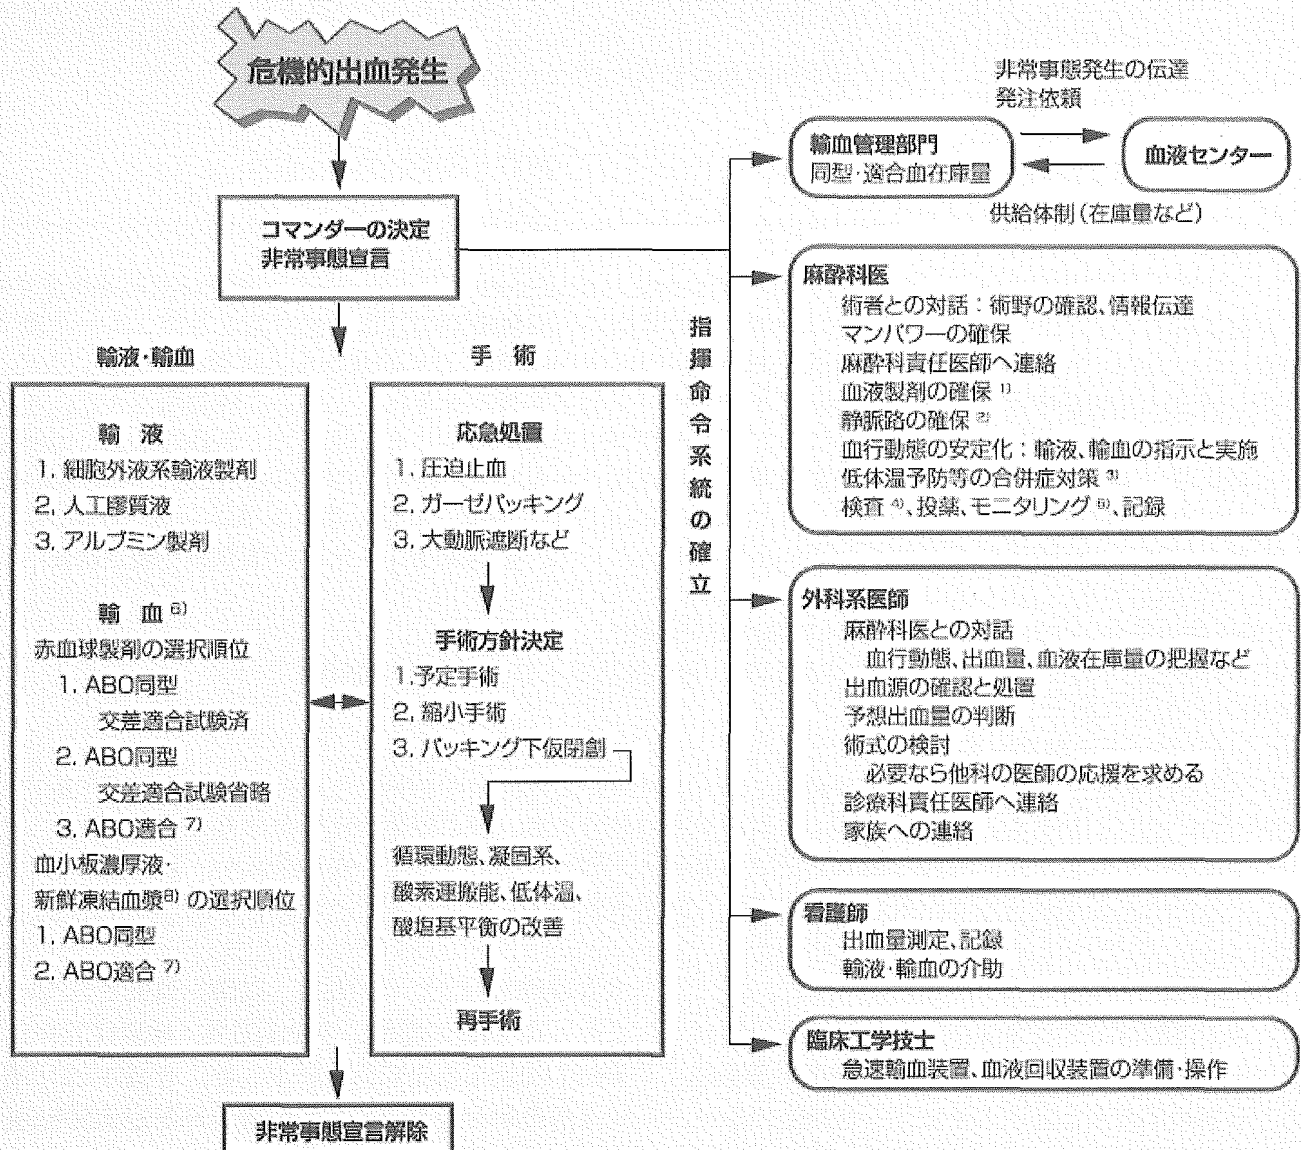 危機的出血発生
コマンダーの決定
非常事態宣言
輸液・輸血
輸 液
1. 細胞外液系輸液製剤
2. 人工膠質液
3. アルブミン製剤
輸 血 6)
赤血球製剤の選択順位
1. ABO同型
交差適合試験済
2. ABO同型
交差適合試験省略
3. ABO適合 7)
血小板濃厚液・
新鮮凍結血漿8) の選択順位
1. ABO同型
2. ABO適合 7)
手 術
応急処置
1. 圧迫止血
2. ガーゼパッキング
3. 大動脈遮断など
手術方針決定
1.予定手術
2. 縮小手術
3. パッキング下仮閉創
循環動態、凝固系、
酸素運搬能、低体温、
酸塩基平衡の改善
再手術
非常事態宣言解除
指揮命令系統の確立
輸血管理部門
同型・適合血在庫量
非常事態発生の伝達
発注依頼
血液センター
供給体制(在庫量など)
麻酔科医
術者との対話:術野の確認、情報伝達
マンパワーの確保
麻酔科責任医師へ連絡
血液製剤の確保 1)
静脈路の確保 2)
血行動態の安定化:輸液、輸血の指示と実施
低体温予防等の合併症対策 3)
検査 4)、投薬、モニタリング 5)、記録
外科系医師
麻酔科医との対話
血行動態、出血量、血液在庫量の把握など
出血源の確認と処置
予想出血量の判断
術式の検討
必要なら他科の医師の応援を求める
診療科責任医師へ連絡
家族への連絡
看護師
出血量測定、記録
輸液・輸血の介助
臨床工学技士
急速輸血装置、血液回収装置の準備・操作